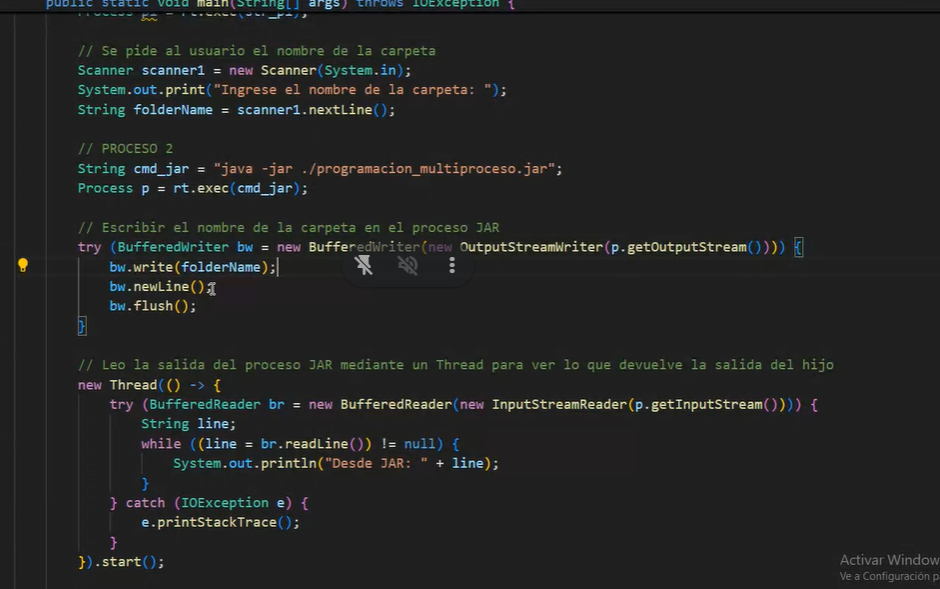 public static void main(String[] args) throws IOException {
Process p1 = rt.exec(str_p1);
// Se pide al usuario el nombre de la carpeta
Scanner scanner1 = new Scanner(System.in);
System.out.print("Ingrese el nombre de la carpeta: ");
String folderName = scanner1.nextLine();
// PROCESO 2
String cmd_jar = "java -jar ./programacion_multiproceso.jar";
Process p = rt.exec(cmd_jar);
// Escribir el nombre de la carpeta en el proceso JAR
try (BufferedWriter bw = new BufferedWriter(new OutputStreamWriter(p.getOutputStream()))) {
bw.write(folderName);
bw.newLine();
bw.flush();
}
// Leo la salida del proceso JAR mediante un Thread para ver lo que devuelve la salida del hijo
new Thread(() -> {
try (BufferedReader br = new BufferedReader(new InputStreamReader(p.getInputStream()))) {
String line;
while ((line = br.readLine()) != null) {
System.out.println("Desde JAR: " + line);
}
} catch (IOException e) {
e.printStackTrace();
}
}).start();
Activar Window
Ve a Configuración p